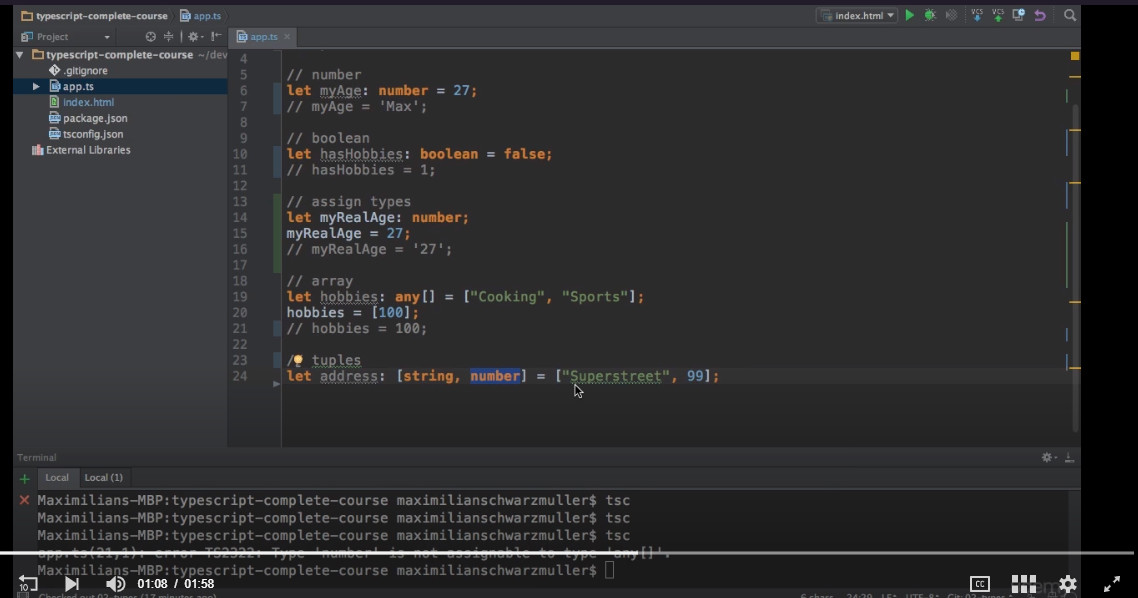 typescript-complete-course app.ts index.html VCS VCS
Project app.ts
typescript-complete-course ~/dev
.gitignore
app.ts
index.html
package.json
tsconfig.json
External Libraries
4
5 // number
6 let myAge: number = 27;
7 // myAge = 'Max';
8
9 // boolean
10 let hasHobbies: boolean = false;
11 // hasHobbies = 1;
12
13 // assign types
14 let myRealAge: number;
15 myRealAge = 27;
16 // myRealAge = '27';
17
18 // array
19 let hobbies: any[] = ["Cooking", "Sports"];
20 hobbies = [100];
21 // hobbies = 100;
22
23 / tuples
24 let address: [string, number] = ["Superstreet", 99];
Terminal
Local Local (1)
Maximilians-MBP:typescript-complete-course maximilianschwarzmuller$ tsc
Maximilians-MBP:typescript-complete-course maximilianschwarzmuller$ tsc
Maximilians-MBP:typescript-complete-course maximilianschwarzmuller$ tsc
app.ts(21,1): error TS2322: Type 'number' is not assignable to type 'any[]'.
Maximilians-MBP:typescript-complete-course maximilianschwarzmuller$
10 01:08 / 01:58 CC